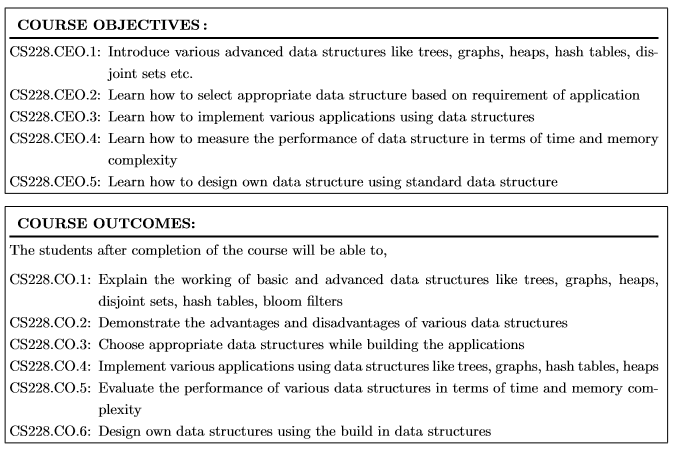 COURSE OBJECTIVES:
CS228.CEO.1: Introduce various advanced data structures like trees, graphs, heaps, hash tables, dis-
joint sets etc.
CS228.CEO.2: Learn how to select appropriate data structure based on requirement of application
CS228.CEO.3: Learn how to implement various applications using data structures
CS228.CEO.4: Learn how to measure the performance of data structure in terms of time and memory
complexity
CS228.CEO.5: Learn how to design own data structure using standard data structure
COURSE OUTCOMES:
The students after completion of the course will be able to,
CS228.CO.1: Explain the working of basic and advanced data structures like trees, graphs, heaps,
disjoint sets, hash tables, bloom filters
CS228.CO.2: Demonstrate the advantages and disadvantages of various data structures
CS228.CO.3: Choose appropriate data structures while building the applications
CS228.CO.4: Implement various applications using data structures like trees, graphs, hash tables, heaps
CS228.CO.5: Evaluate the performance of various data structures in terms of time and memory com-
plexity
CS228.CO.6: Design own data structures using the build in data structures